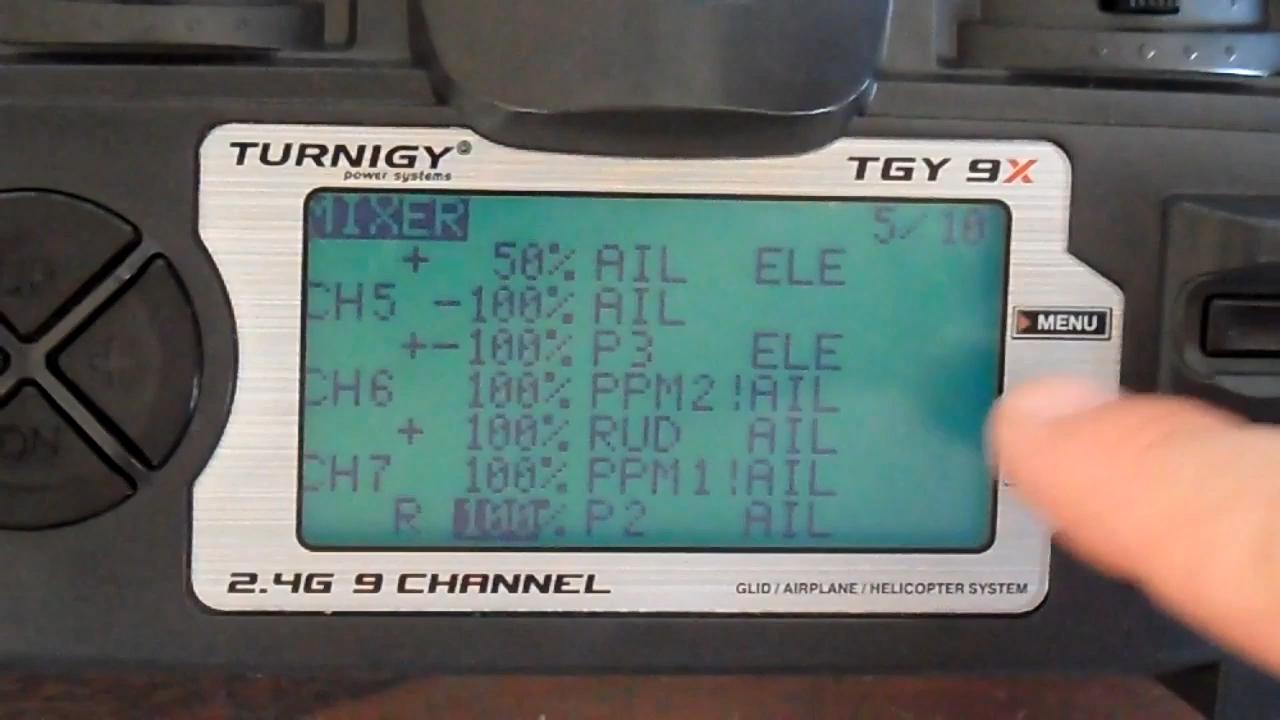 TURNIGY®
power systems
TGY 9X
MIXER 5/10
+ 50% AIL ELE
CH5 -100% AIL
+-100% P3 ELE
CH6 100% PPM2!AIL
+ 100% RUD AIL
CH7 100% PPM1!AIL
R 100% P2 AIL
MENU
2.4G 9 CHANNEL
GLID / AIRPLANE / HELICOPTER SYSTEM